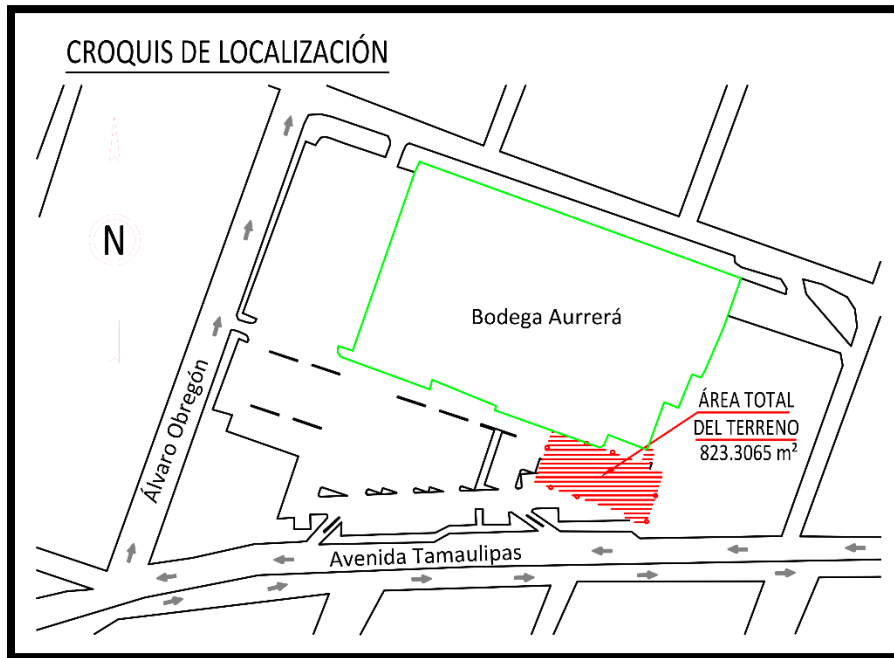 CROQUIS DE LOCALIZACIÓN
N
Bodega Aurrerá
ÁREA TOTAL
DEL TERRENO
823.3065 m²
Álvaro Obregón
Avenida Tamaulipas